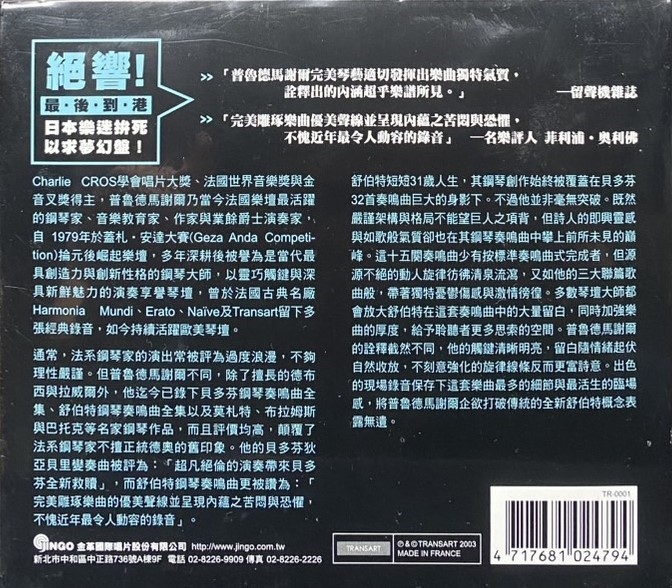 絕響!
最・後・到・港
日本樂迷拚死
以求夢幻盤!
»「普魯德馬謝爾完美琴藝適切發揮出樂曲獨特氣質,
詮釋出的內涵超乎樂譜所見。」 —留聲機雜誌
»「完美雕琢樂曲優美聲線並呈現內蘊之苦悶與恐懼,
不愧近年最令人動容的錄音」 —名樂評人 菲利浦・奧利佛
Charlie CROS學會唱片大獎、法國世界音樂獎與金
音叉獎得主,普魯德馬謝爾乃當今法國樂壇最活躍
的鋼琴家、音樂教育家、作家與業餘爵士演奏家,
自 1979年於蓋札・安達大賽(Geza Anda Competi-
tion)掄元後崛起樂壇,多年深耕後被譽為是當代最
具創造力與創新性格的鋼琴大師,以靈巧觸鍵與深
具新鮮魅力的演奏享譽琴壇,曾於法國古典名廠
Harmonia Mundi、Erato、Naïve及Transart留下多
張經典錄音,如今持續活躍歐美琴壇。
通常,法系鋼琴家的演出常被評為過度浪漫,不夠
理性嚴謹。但普魯德馬謝爾不同,除了擅長的德布
西與拉威爾外,他迄今已錄下貝多芬鋼琴奏鳴曲全
集、舒伯特鋼琴奏鳴曲全集以及莫札特、布拉姆斯
與巴托克等名家鋼琴作品,而且評價均高,顛覆了
法系鋼琴家不擅正統德奧的舊印象。他的貝多芬狄
亞貝里變奏曲被評為:「超凡絕倫的演奏帶來貝多
芬全新救贖」,而舒伯特鋼琴奏鳴曲更被讚為:「
完美雕琢樂曲的優美聲線並呈現內蘊之苦悶與恐懼,
不愧近年最令人動容的錄音」。
舒伯特短短31歲人生,其鋼琴創作始終被覆蓋在貝多芬
32首奏鳴曲巨大的身影下。不過他並非毫無突破。既然
嚴謹架構與格局不能望巨人之項背,但詩人的即興靈感
與如歌般氣質卻也在其鋼琴奏鳴曲中攀上前所未見的巔
峰。這十五闋奏鳴曲少有按標準奏鳴曲式完成者,但源
源不絕的動人旋律彷彿清泉流瀉,又如他的三大聯篇歌
曲般,帶著獨特憂鬱傷感與激情徬徨。多數琴壇大師都
會放大舒伯特在這套奏鳴曲中的大量留白,同時加強樂
曲的厚度,給予聆聽者更多思索的空間。普魯德馬謝爾
的詮釋截然不同,他的觸鍵清晰明亮,留白隨情緒起伏
自然收放,不刻意強化的旋律線條反而更富詩意。出色
的現場錄音保存下這套樂曲最多的細節與最活生的臨場
感,將普魯德馬謝爾企欲打破傳統的全新舒伯特概念表
露無遺。
TR-0001
4 717681 024794
JINGO 金革國際唱片股份有限公司 http://www.jingo.com.tw
新北市中和區中正路736號A棟9F 電話 02-8226-9909 傳真 02-8226-2226
TRANSART
℗&©TRANSART 2003
MADE IN FRANCE